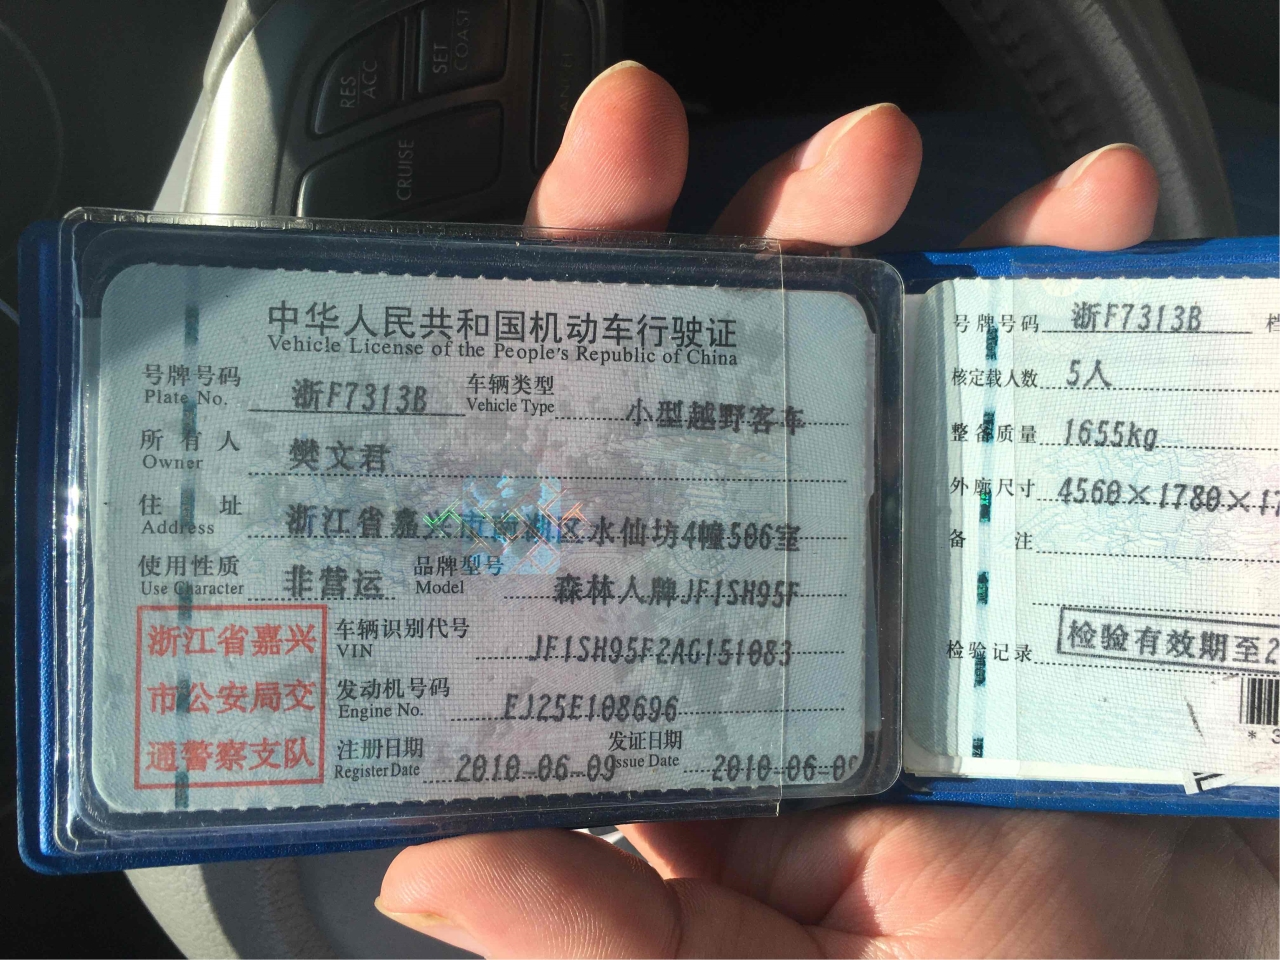 RES
ACC
SET
COAST
CRUISE
中华人民共和国机动车行驶证
Vehicle License of the People's Republic of China
号牌号码 浙F7313B 车辆类型 小型越野客车
Plate No. Vehicle Type
所有人 樊文君
Owner
住址 浙江省嘉兴市南湖区水仙坊4幢506室
Address
使用性质 非营运 品牌型号 森林人牌JF1SH95F
Use Character Model
浙江省嘉兴
市公安局交
通警察支队
车辆识别代号 JF1SH95F2AG151083
VIN
发动机号码 EJ25E108696
Engine No.
注册日期 2010-06-09 发证日期 2010-06-09
Register Date Issue Date
号牌号码 浙F7313B
核定载人数 5人
整备质量 1655kg
外廓尺寸 4560×1780×17
备注
检验记录 检验有效期至2
* 3